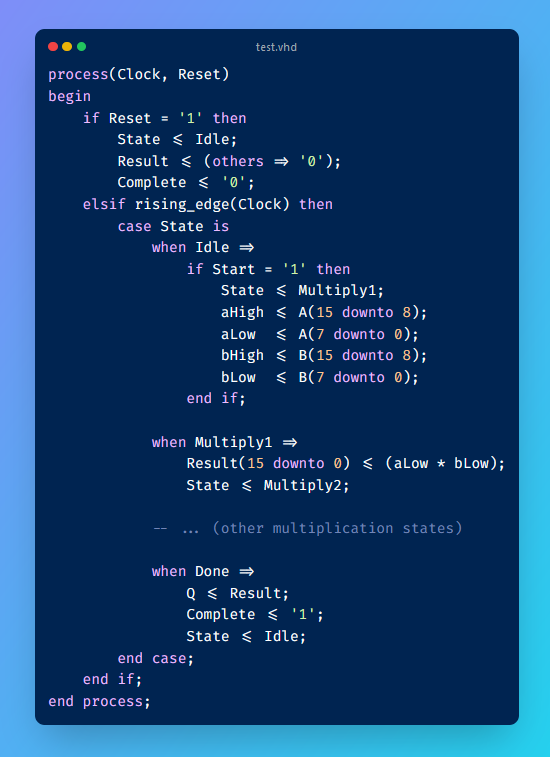 test.vhd
process(Clock, Reset)
begin
    if Reset = '1' then
        State <= Idle;
        Result <= (others => '0');
        Complete <= '0';
    elsif rising_edge(Clock) then
        case State is
            when Idle =>
                if Start = '1' then
                    State <= Multiply1;
                    aHigh <= A(15 downto 8);
                    aLow  <= A(7 downto 0);
                    bHigh <= B(15 downto 8);
                    bLow  <= B(7 downto 0);
                end if;

            when Multiply1 =>
                Result(15 downto 0) <= (aLow * bLow);
                State <= Multiply2;

            -- ... (other multiplication states)

            when Done =>
                Q <= Result;
                Complete <= '1';
                State <= Idle;
        end case;
    end if;
end process;